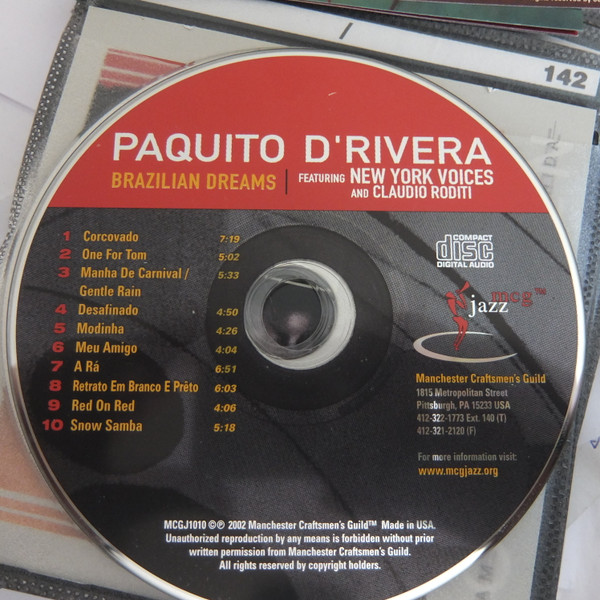 142
PAQUITO D'RIVERA
BRAZILIAN DREAMS
FEATURING NEW YORK VOICES
AND CLAUDIO RODITI
1 Corcovado 7:19
2 One For Tom 5:02
3 Manha De Carnival / 5:33
Gentle Rain
4 Desafinado 4:50
5 Modinha 4:26
6 Meu Amigo 4:04
7 A Rá 6:51
8 Retrato Em Branco E Prêto 6:03
9 Red On Red 4:06
10 Snow Samba 5:18
COMPACT
disc
DIGITAL AUDIO
mcg™
jazz
Manchester Craftsmen's Guild
1815 Metropolitan Street
Pittsburgh, PA 15233 USA
412-322-1773 Ext. 140 (T)
412-321-2120 (F)
For more information visit:
www.mcgjazz.org
MCGJ1010 ©℗ 2002 Manchester Craftsmen's Guild™ Made in USA.
Unauthorized reproduction by any means is forbidden without prior
written permission from Manchester Craftsmen's Guild.
All rights reserved by copyright holders.